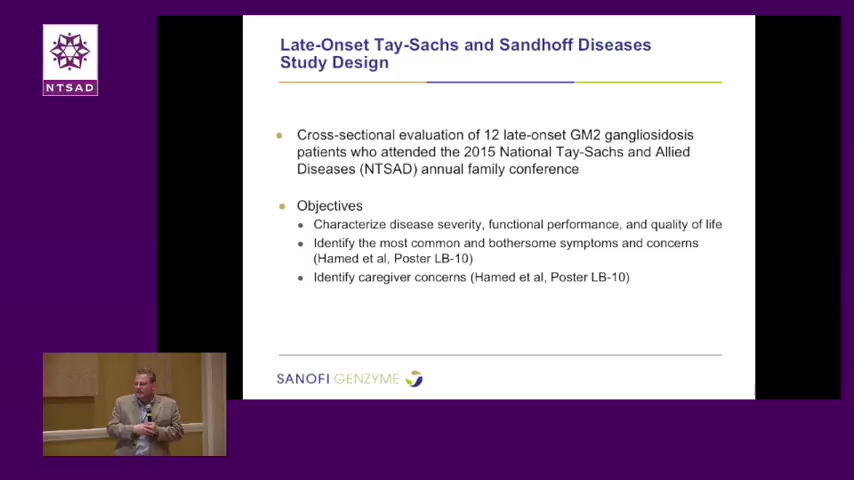 NTSAD
Late-Onset Tay-Sachs and Sandhoff Diseases
Study Design
Cross-sectional evaluation of 12 late-onset GM2 gangliosidosis
patients who attended the 2015 National Tay-Sachs and Allied
Diseases (NTSAD) annual family conference
Objectives
Characterize disease severity, functional performance, and quality of life
Identify the most common and bothersome symptoms and concerns
(Hamed et al, Poster LB-10)
Identify caregiver concerns (Hamed et al, Poster LB-10)
SANOFI GENZYME